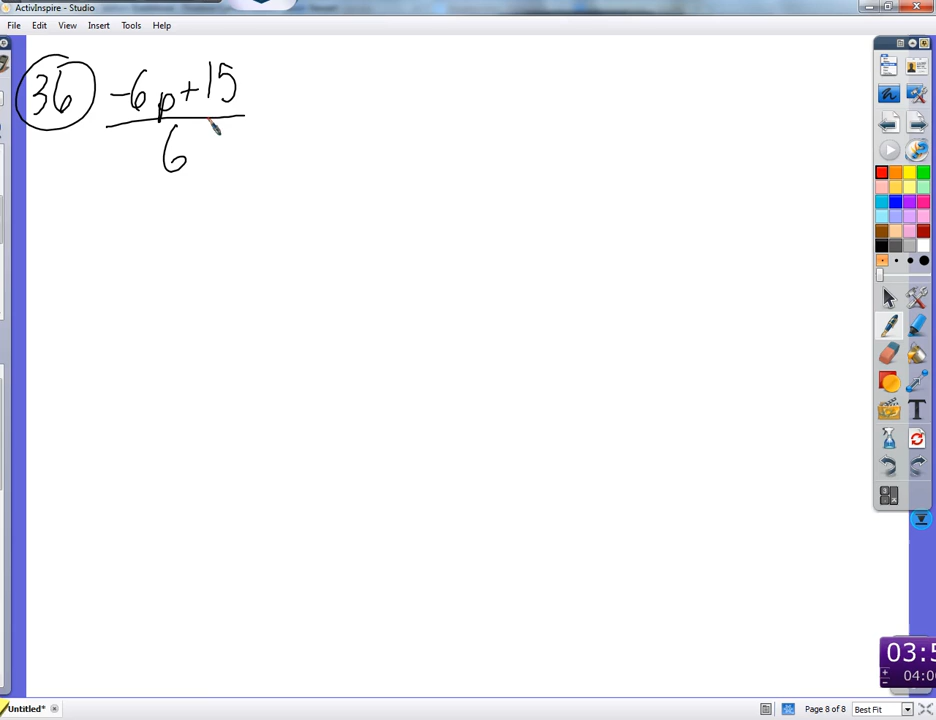 ActivInspire - Studio
File Edit View Insert Tools Help
36 -6p+15
6
T
03:5
04:0
Untitled* Page 8 of 8 Best Fit